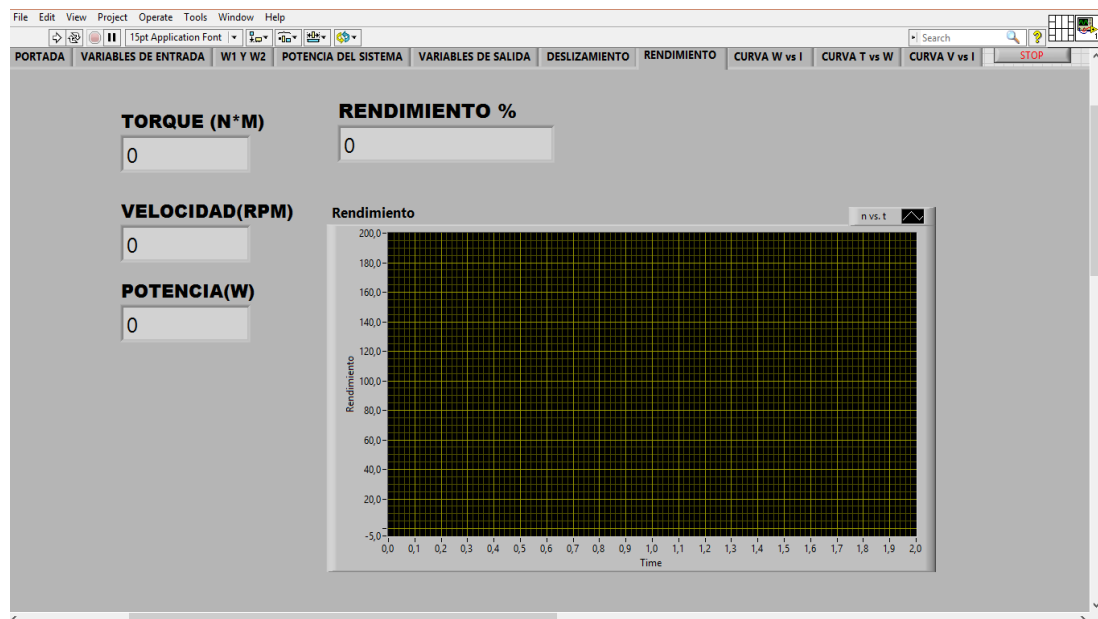 File Edit View Project Operate Tools Window Help
15pt Application Font
Search
1
PORTADA VARIABLES DE ENTRADA W1 Y W2 POTENCIA DEL SISTEMA VARIABLES DE SALIDA DESLIZAMIENTO RENDIMIENTO CURVA W vs I CURVA T vs W CURVA V vs I STOP
TORQUE (N*M)
0
RENDIMIENTO %
0
VELOCIDAD(RPM)
0
POTENCIA(W)
0
Rendimiento
n vs. t
200,0
180,0
160,0
140,0
120,0
100,0
80,0
60,0
40,0
20,0
-5,0
Rendimiento
0,0 0,1 0,2 0,3 0,4 0,5 0,6 0,7 0,8 0,9 1,0 1,1 1,2 1,3 1,4 1,5 1,6 1,7 1,8 1,9 2,0
Time